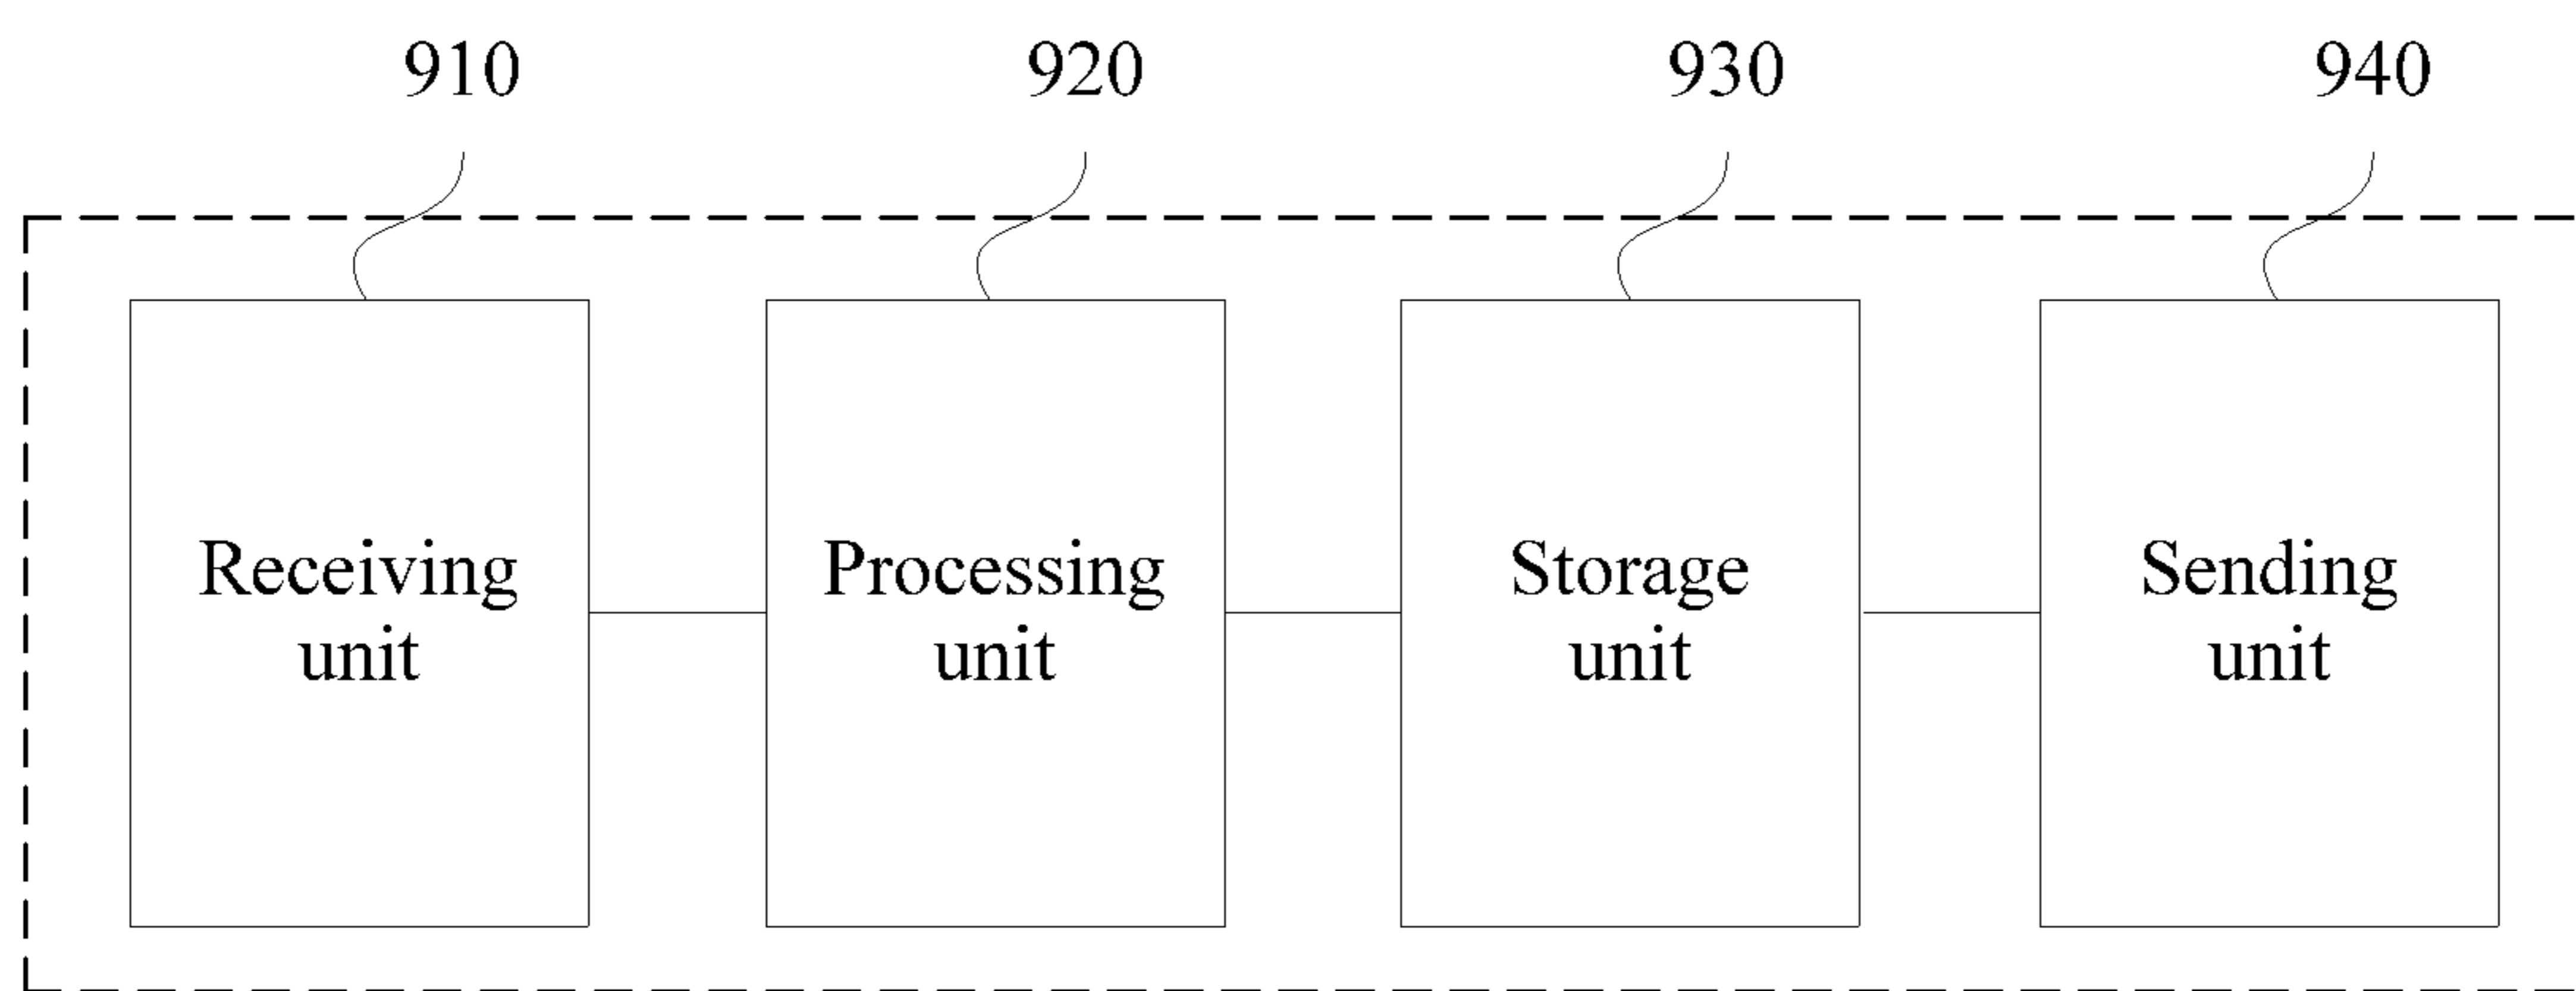 910 920 930 940
Receiving Processing Storage Sending
unit unit unit unit